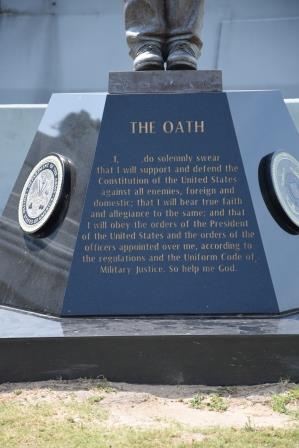 THE OATH
I, ,do solemnly swear
that I will support and defend the
Constitution of the United States
against all enemies, foreign and
domestic; that I will bear true faith
and allegiance to the same; and that
I will obey the orders of the President
of the United States and the orders of the
officers appointed over me, according to
the regulations and the Uniform Code of
Military Justice. So help me God.